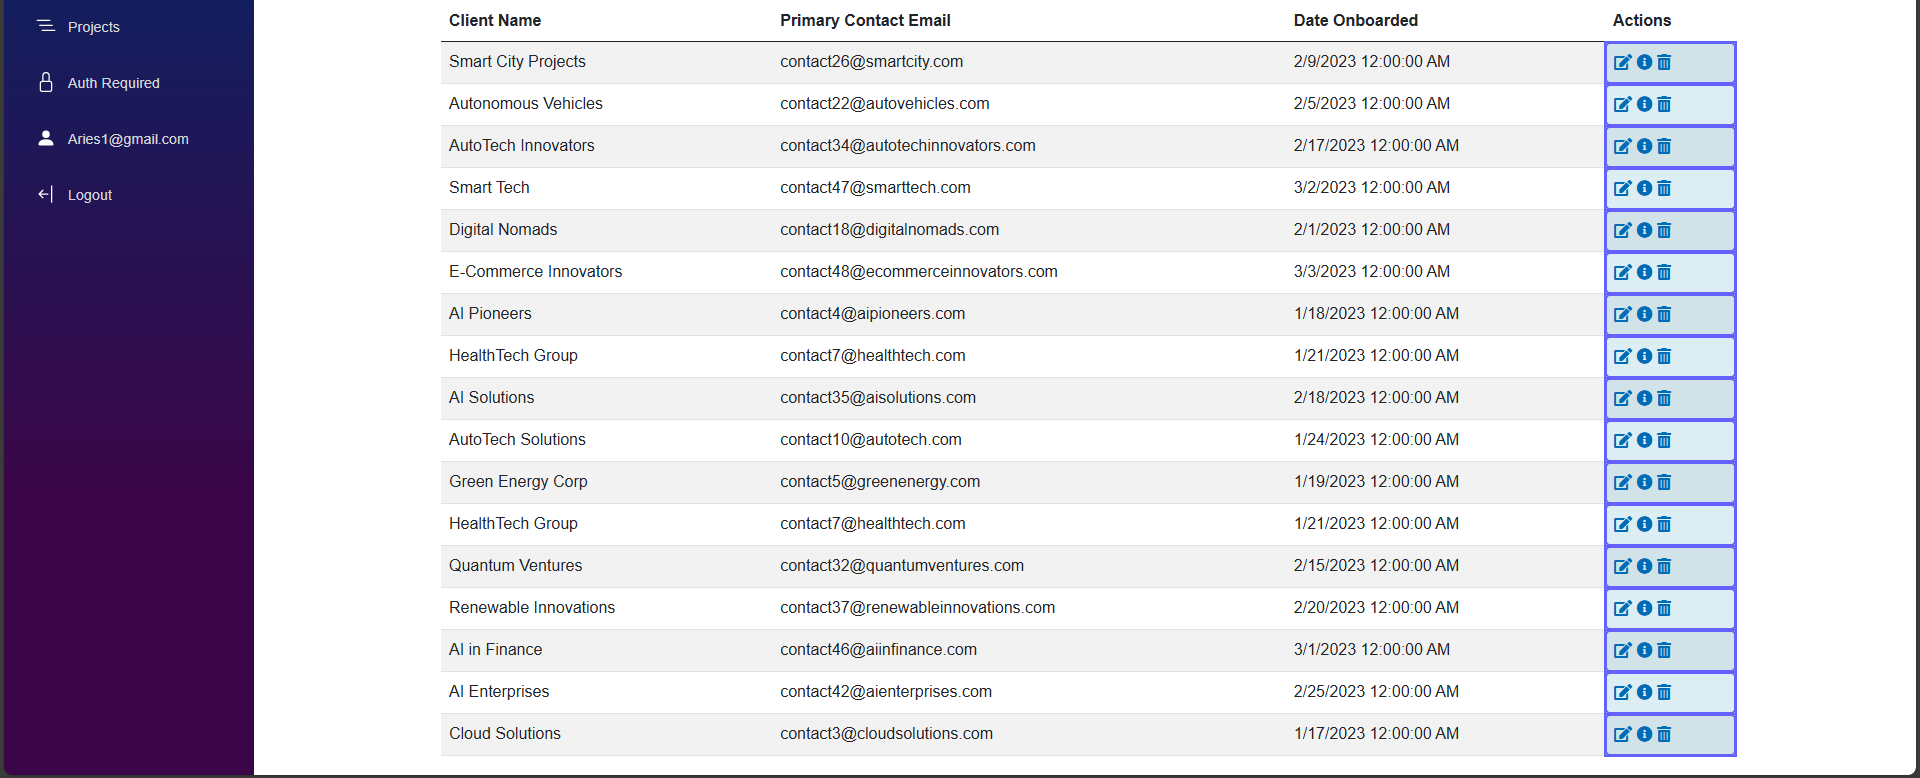 Projects
Auth Required
Aries1@gmail.com
Logout
Client Name Primary Contact Email Date Onboarded Actions
Smart City Projects contact26@smartcity.com 2/9/2023 12:00:00 AM
Autonomous Vehicles contact22@autovehicles.com 2/5/2023 12:00:00 AM
AutoTech Innovators contact34@autotechinnovators.com 2/17/2023 12:00:00 AM
Smart Tech contact47@smarttech.com 3/2/2023 12:00:00 AM
Digital Nomads contact18@digitalnomads.com 2/1/2023 12:00:00 AM
E-Commerce Innovators contact48@ecommerceinnovators.com 3/3/2023 12:00:00 AM
AI Pioneers contact4@aipioneers.com 1/18/2023 12:00:00 AM
HealthTech Group contact7@healthtech.com 1/21/2023 12:00:00 AM
AI Solutions contact35@aisolutions.com 2/18/2023 12:00:00 AM
AutoTech Solutions contact10@autotech.com 1/24/2023 12:00:00 AM
Green Energy Corp contact5@greenenergy.com 1/19/2023 12:00:00 AM
HealthTech Group contact7@healthtech.com 1/21/2023 12:00:00 AM
Quantum Ventures contact32@quantumventures.com 2/15/2023 12:00:00 AM
Renewable Innovations contact37@renewableinnovations.com 2/20/2023 12:00:00 AM
AI in Finance contact46@aiinfinance.com 3/1/2023 12:00:00 AM
AI Enterprises contact42@aienterprises.com 2/25/2023 12:00:00 AM
Cloud Solutions contact3@cloudsolutions.com 1/17/2023 12:00:00 AM